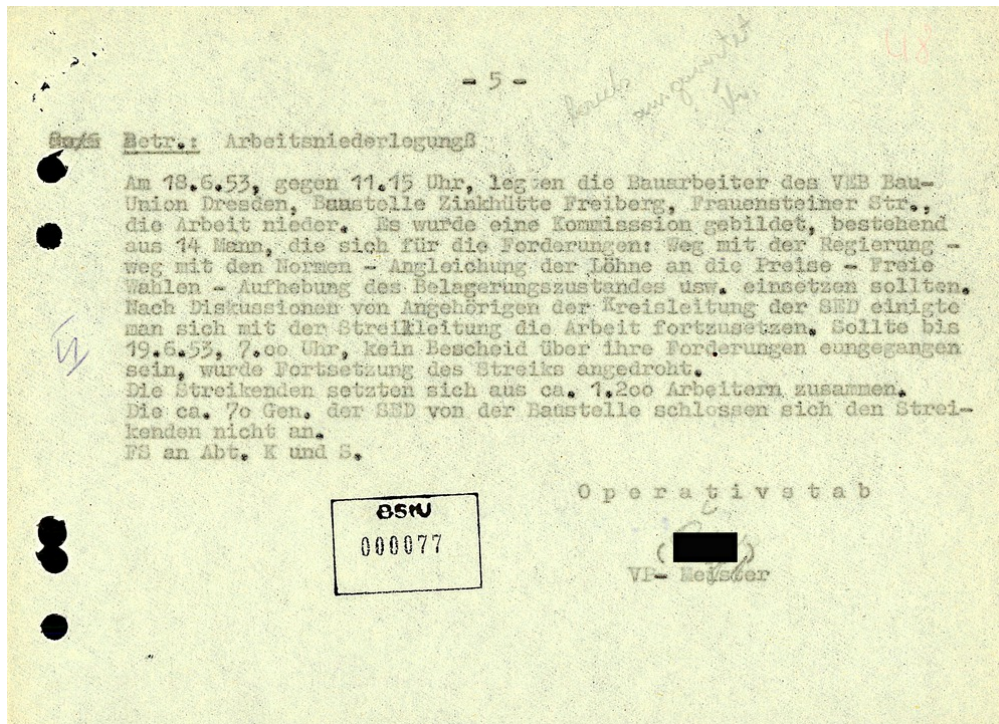 48
- 5 -
Betr.: Arbeitsniederlegungß
Am 18.6.53, gegen 11.15 Uhr, legten die Bauarbeiter des VEB Bau-
Union Dresden, Baustelle Zinkhütte Freiberg, Frauensteiner Str.,
die Arbeit nieder. Es wurde eine Kommisssion gebildet, bestehend
aus 14 Mann, die sich für die Forderungen: Weg mit der Regierung -
weg mit den Normen - Angleichung der Löhne an die Preise - Freie
Wahlen - Aufhebung des Belagerungszustandes usw. einsetzen sollten.
Nach Diskussionen von Angehörigen der Kreisleitung der SED einigte
man sich mit der Streikleitung die Arbeit fortzusetzen. Sollte bis
19.6.53, 7.oo Uhr, kein Bescheid über ihre Forderungen eungegangen
sein, wurde Fortsetzung des Streiks angedroht.
Die Streikenden setzten sich aus ca. 1.2oo Arbeitern zusammen.
Die ca. 7o Gen. der SED von der Baustelle schlossen sich den Strei-
kenden nicht an.
FS an Abt. K und S.
O p e r a t i v s t a b
BStU
000077
( )
VP- Meister